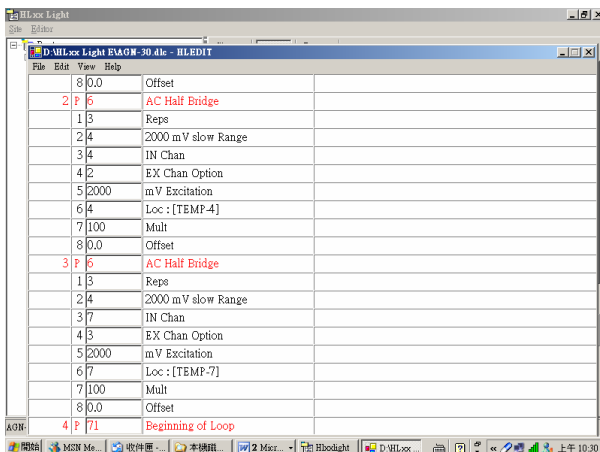 HLxx Light
Site Editor
D:\HLxx Light E\AGN-30.dlc - HLEDIT
File Edit View Help
8 0.0 Offset
2 P 6 AC Half Bridge
1 3 Reps
2 4 2000 mV slow Range
3 4 IN Chan
4 2 EX Chan Option
5 2000 mV Excitation
6 4 Loc : [TEMP-4]
7 100 Mult
8 0.0 Offset
3 P 6 AC Half Bridge
1 3 Reps
2 4 2000 mV slow Range
3 7 IN Chan
4 3 EX Chan Option
5 2000 mV Excitation
6 7 Loc : [TEMP-7]
7 100 Mult
8 0.0 Offset
4 P 71 Beginning of Loop
AGN-
開始 MSN Me... 收件匣 -... 本機磁... 2 Micr... Hbodight D:\HLxx ... 上午 10:30